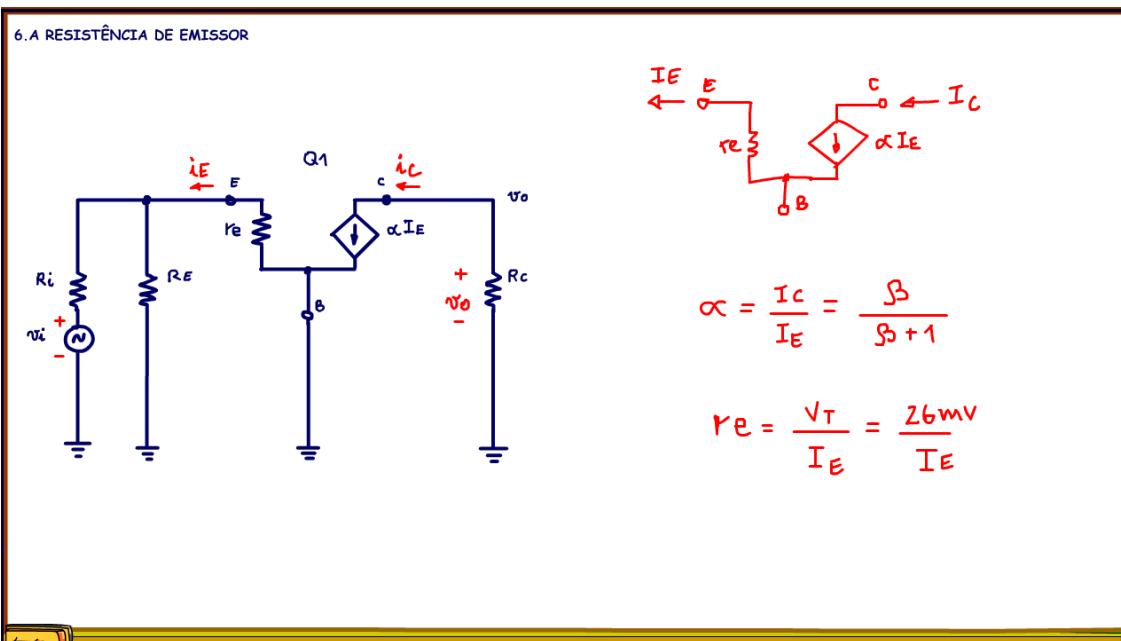 6.A RESISTÊNCIA DE EMISSOR
IE E C IC
re αIE
B
Q1
iE E C iC vo
re αIE
Ri RE B + vo - RC
vi + -
α = IC / IE = β / β + 1
re = VT / IE = 26mV / IE